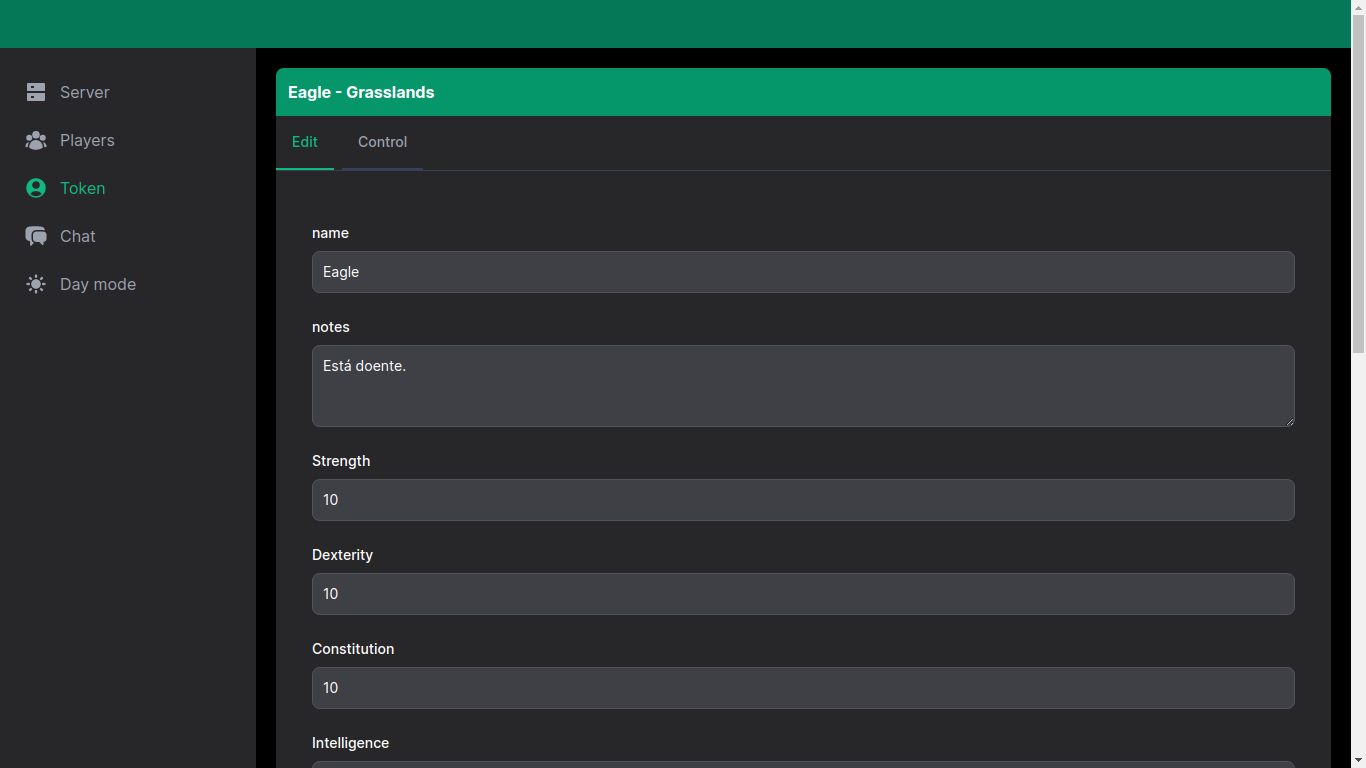 Server
Players
Token
Chat
Day mode
Eagle - Grasslands
Edit Control
name
Eagle
notes
Está doente.
Strength
10
Dexterity
10
Constitution
10
Intelligence